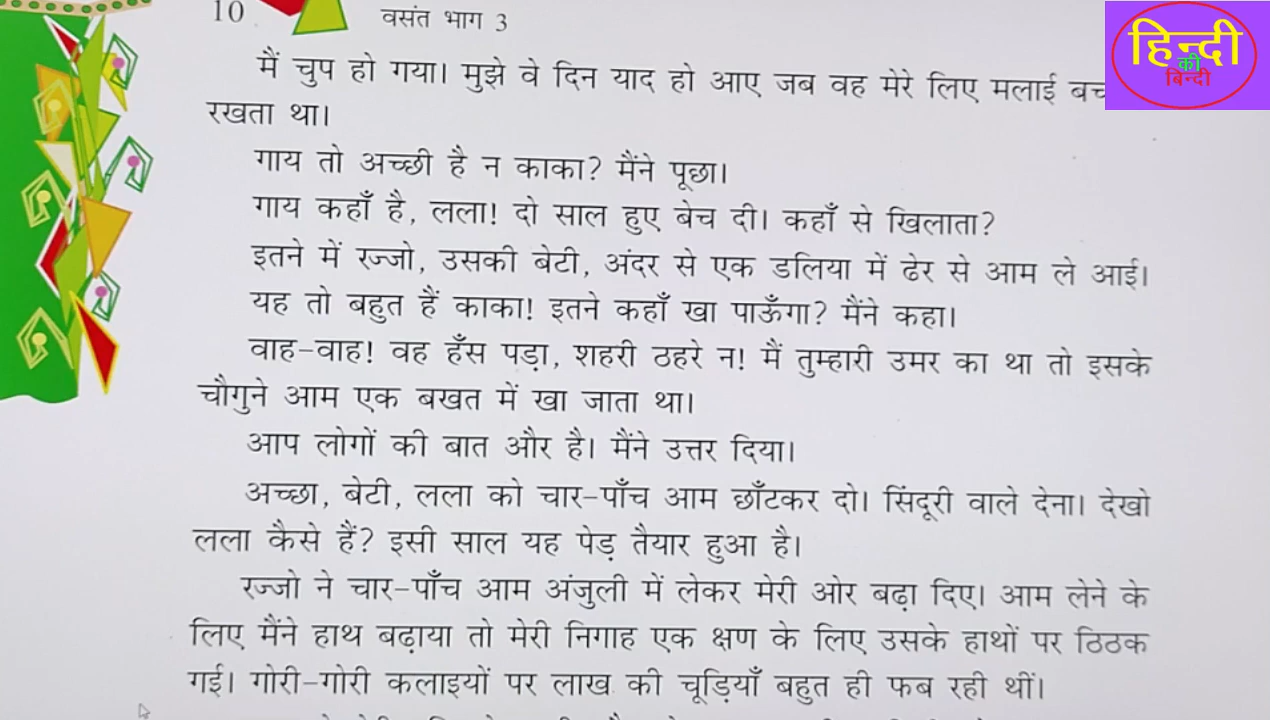 10
वसंत भाग 3
हिन्दी
की
बिन्दी
मैं चुप हो गया। मुझे वे दिन याद हो आए जब वह मेरे लिए मलाई
रखता था।
गाय तो अच्छी है न काका? मैंने पूछा।
गाय कहाँ है, लला! दो साल हुए बेच दी। कहाँ से खिलाता?
इतने में रज्जो, उसकी बेटी, अंदर से एक डलिया में ढेर से आम ले आई।
यह तो बहुत हैं काका! इतने कहाँ खा पाऊँगा? मैंने कहा।
वाह-वाह! वह हँस पड़ा, शहरी ठहरे न! मैं तुम्हारी उमर का था तो इसके
चौगुने आम एक बखत में खा जाता था।
आप लोगों की बात और है। मैंने उत्तर दिया।
अच्छा, बेटी, लला को चार-पाँच आम छाँटकर दो। सिंदूरी वाले देना। देखो
लला कैसे हैं? इसी साल यह पेड़ तैयार हुआ है।
रज्जो ने चार-पाँच आम अंजुली में लेकर मेरी ओर बढ़ा दिए। आम लेने के
लिए मैंने हाथ बढ़ाया तो मेरी निगाह एक क्षण के लिए उसके हाथों पर ठिठक
गई। गोरी-गोरी कलाइयों पर लाख की चूड़ियाँ बहुत ही फब रही थीं।